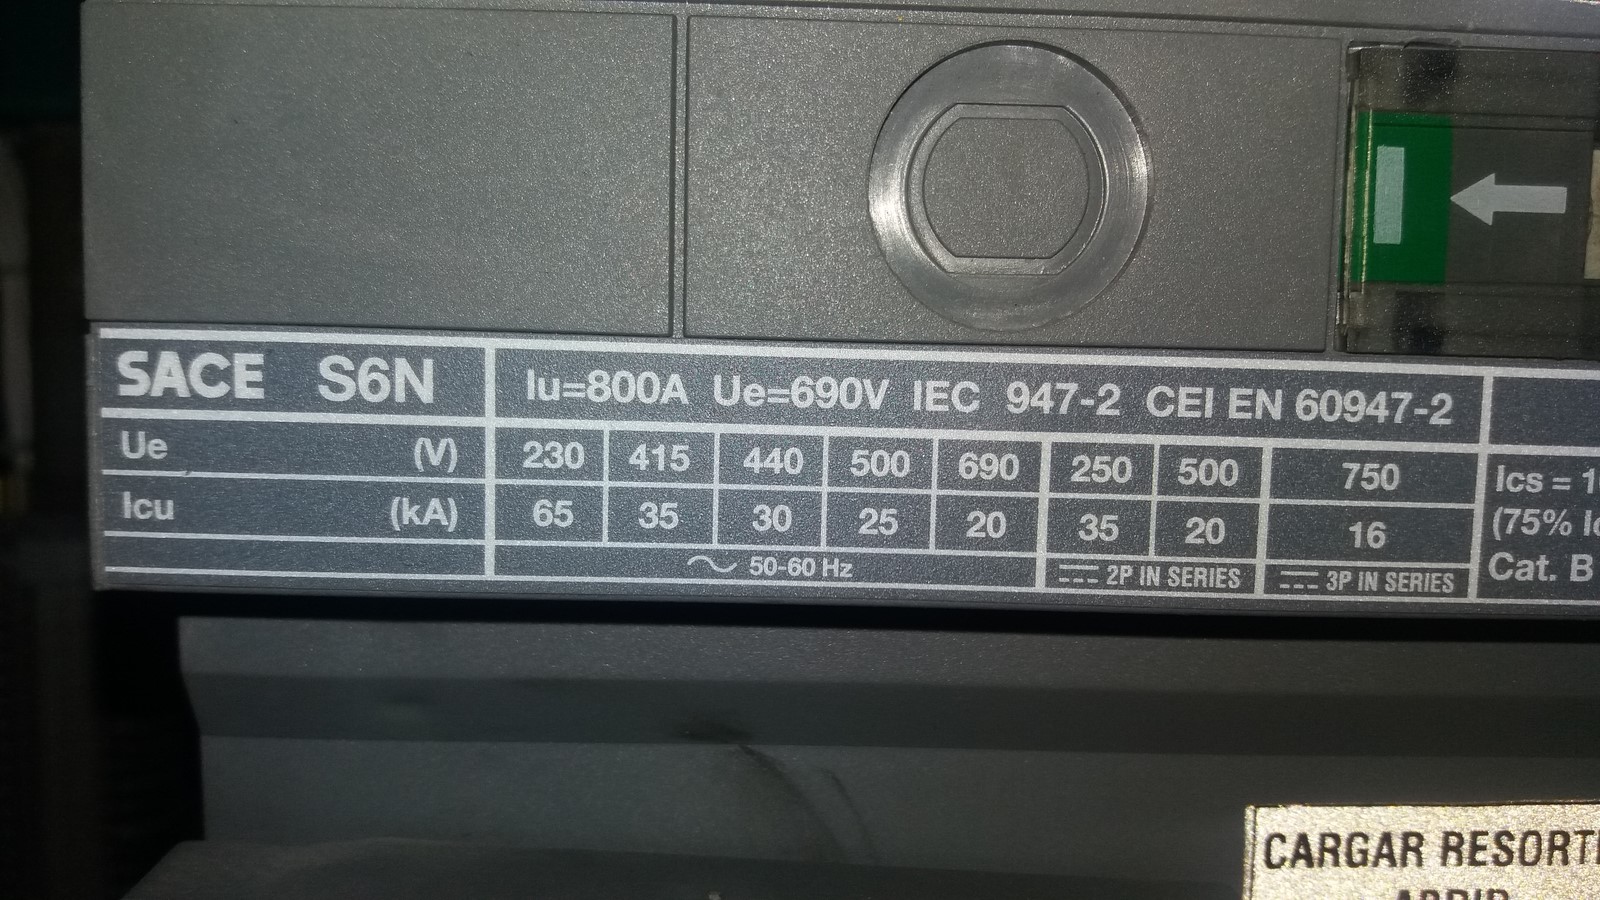 SACE S6N Iu=800A Ue=690V IEC 947-2 CEI EN 60947-2
Ue (V) 230 415 440 500 690 250 500 750
Ics =
Icu (kA) 65 35 30 25 20 35 20 16
(75%
Cat. B
50-60 Hz 2P IN SERIES 3P IN SERIES
CARGAR